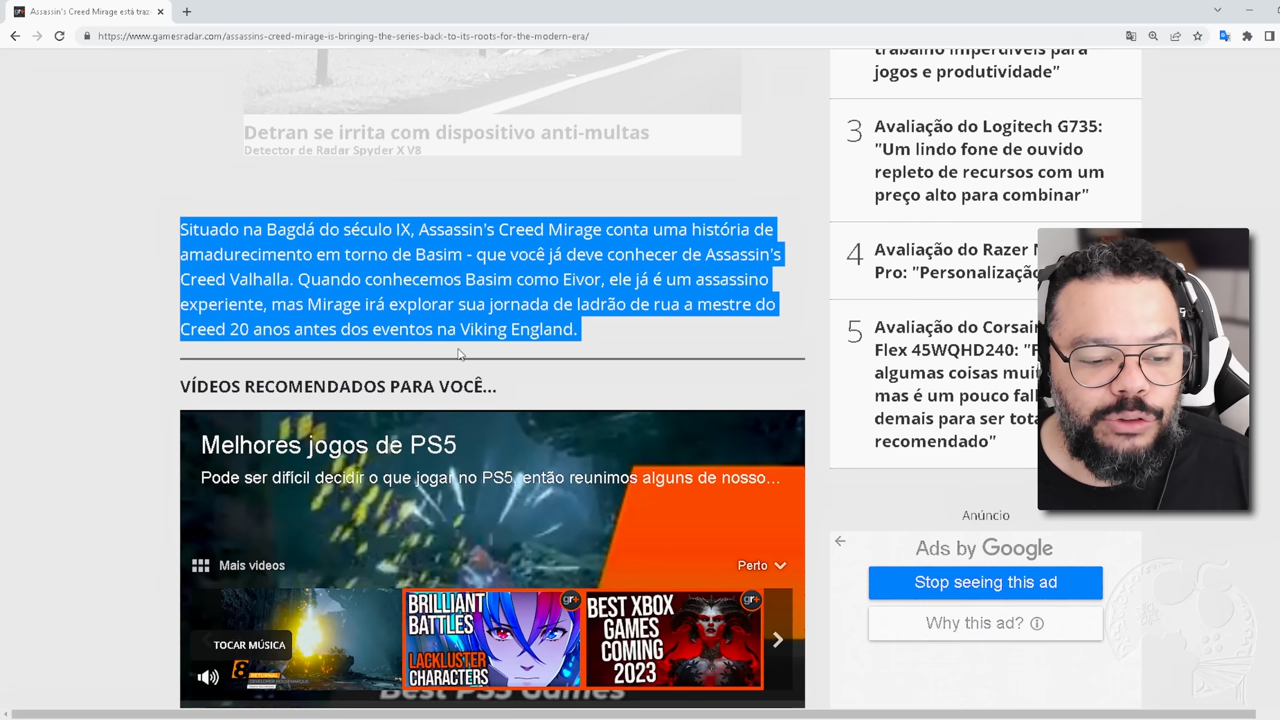 Assassin's Creed Mirage está traz
https://www.gamesradar.com/assassins-creed-mirage-is-bringing-the-series-back-to-its-roots-for-the-modern-era/
Detran se irrita com dispositivo anti-multas
Detector de Radar Spyder X V8
Situado na Bagdá do século IX, Assassin's Creed Mirage conta uma história de
amadurecimento em torno de Basim - que você já deve conhecer de Assassin's
Creed Valhalla. Quando conhecemos Basim como Eivor, ele já é um assassino
experiente, mas Mirage irá explorar sua jornada de ladrão de rua a mestre do
Creed 20 anos antes dos eventos na Viking England.
VÍDEOS RECOMENDADOS PARA VOCÊ...
Melhores jogos de PS5
Pode ser difícil decidir o que jogar no PS5, então reunimos alguns de nosso...
Mais videos
Perto
TOCAR MÚSICA
RETURNAL
BRILLIANT
BATTLES
LACKLUSTER
CHARACTERS
gr+
BEST XBOX
GAMES
COMING
2023
gr+
Best PS5 Games
trabalho imperdíveis para
jogos e produtividade"
3
Avaliação do Logitech G735:
"Um lindo fone de ouvido
repleto de recursos com um
preço alto para combinar"
4
Avaliação do Razer
Pro: "Personalização
5
Avaliação do Corsair
Flex 45WQHD240:
algumas coisas
mas é um pouco
demais para ser
recomendado"
Anúncio
Ads by Google
Stop seeing this ad
Why this ad?